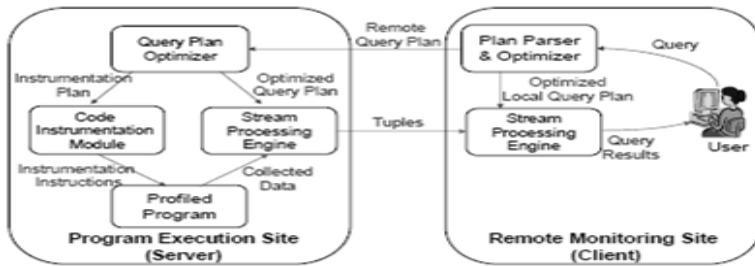 Query Plan
Optimizer
Instrumentation
Plan
Optimized
Query Plan
Code
Instrumentation
Module
Stream
Processing
Engine
Instrumentation
Instructions
Collected
Data
Profiled
Program
Program Execution Site
(Server)
Remote
Query Plan
Tuples
Plan Parser
& Optimizer
Query
Optimized
Local Query Plan
Stream
Processing
Engine
Query
Results
User
Remote Monitoring Site
(Client)